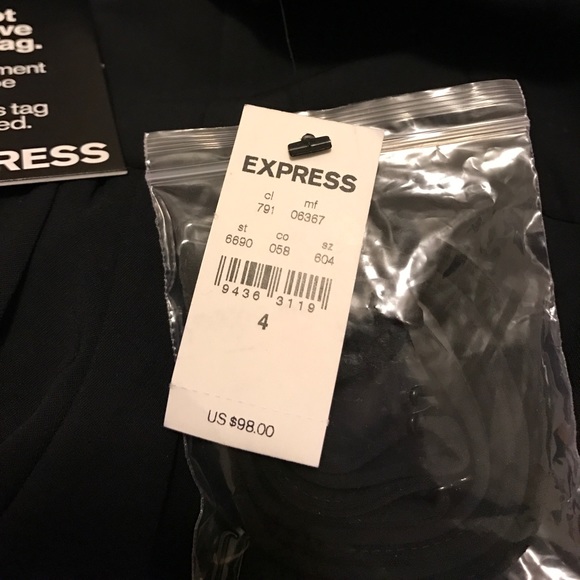 ve
ag.
ment
s tag
ed.
RESS
EXPRESS
cl mf
791 06367
st co sz
6690 058 604
9436 3119
4
US $98.00